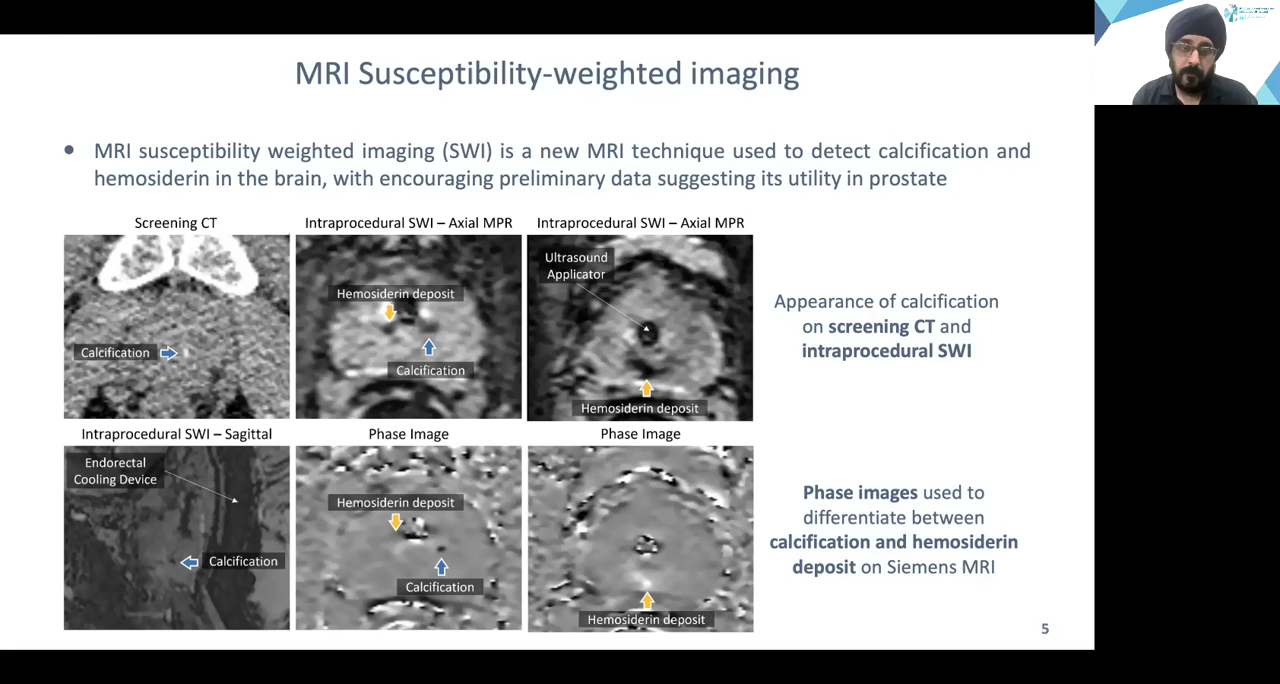 MRI Susceptibility-weighted imaging
• MRI susceptibility weighted imaging (SWI) is a new MRI technique used to detect calcification and
hemosiderin in the brain, with encouraging preliminary data suggesting its utility in prostate
Screening CT
Intraprocedural SWI – Axial MPR
Intraprocedural SWI – Axial MPR
Calcification
Hemosiderin deposit
Calcification
Ultrasound
Applicator
Hemosiderin deposit
Appearance of calcification
on screening CT and
intraprocedural SWI
Intraprocedural SWI – Sagittal
Phase Image
Phase Image
Endorectal
Cooling Device
Calcification
Hemosiderin deposit
Calcification
Hemosiderin deposit
Phase images used to
differentiate between
calcification and hemosiderin
deposit on Siemens MRI
5